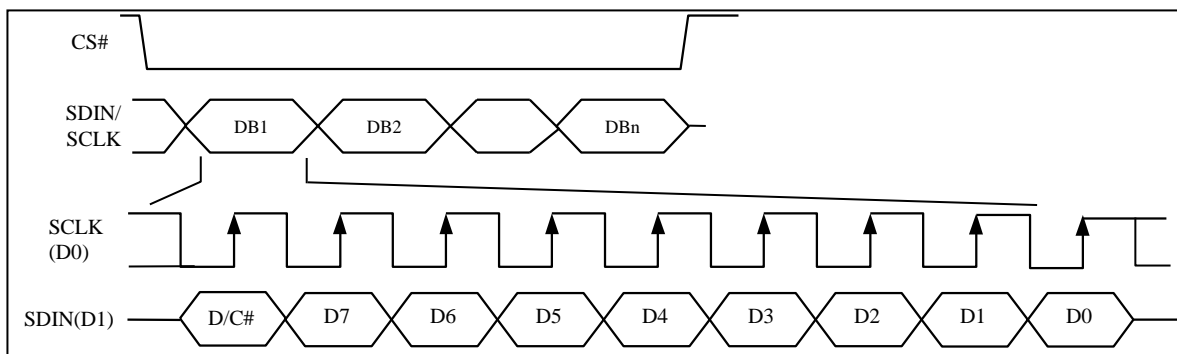 CS#
SDIN/
SCLK
DB1 DB2 DBn
SCLK
(D0)
SDIN(D1) D/C# D7 D6 D5 D4 D3 D2 D1 D0